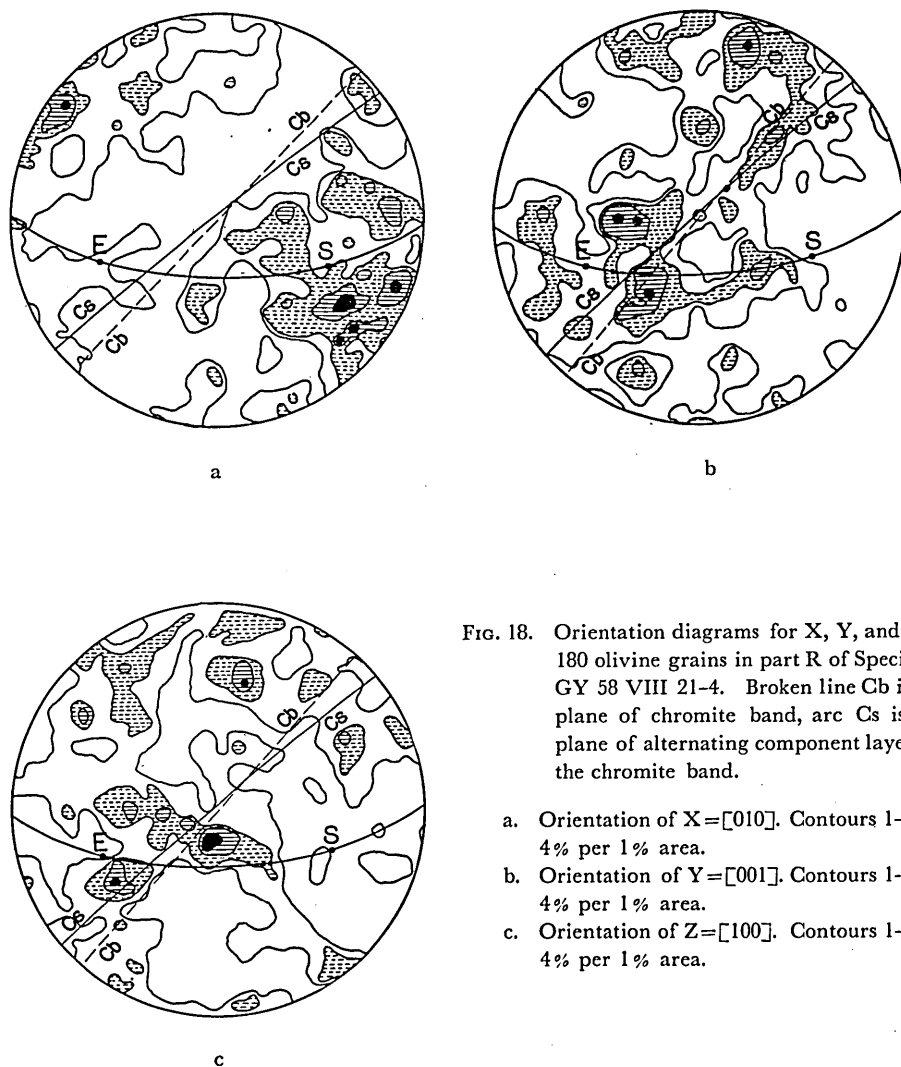 Cb
Cs
E
S
Cs
Cb
a
Cb
Cs
E
S
Cs
Cb
b
Cb
Cs
E
S
Cs
Cb
c
FIG. 18. Orientation diagrams for X, Y, and
180 olivine grains in part R of Speci
GY 58 VIII 21-4. Broken line Cb i
plane of chromite band, arc Cs is
plane of alternating component laye
the chromite band.
a. Orientation of X=[010]. Contours 1-
4% per 1% area.
b. Orientation of Y=[001]. Contours 1-
4% per 1% area.
c. Orientation of Z=[100]. Contours 1-
4% per 1% area.